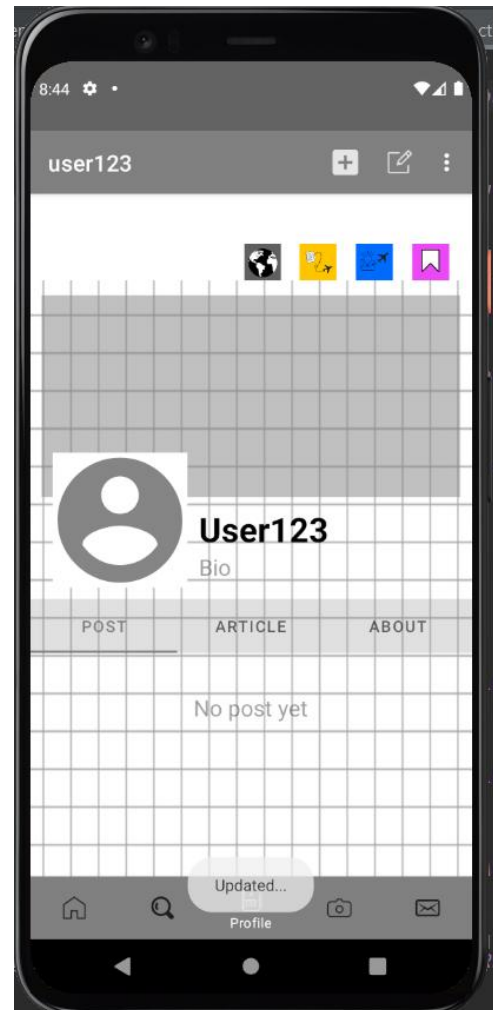 8:44
user123
User123
Bio
POST ARTICLE ABOUT
No post yet
Updated...
Profile